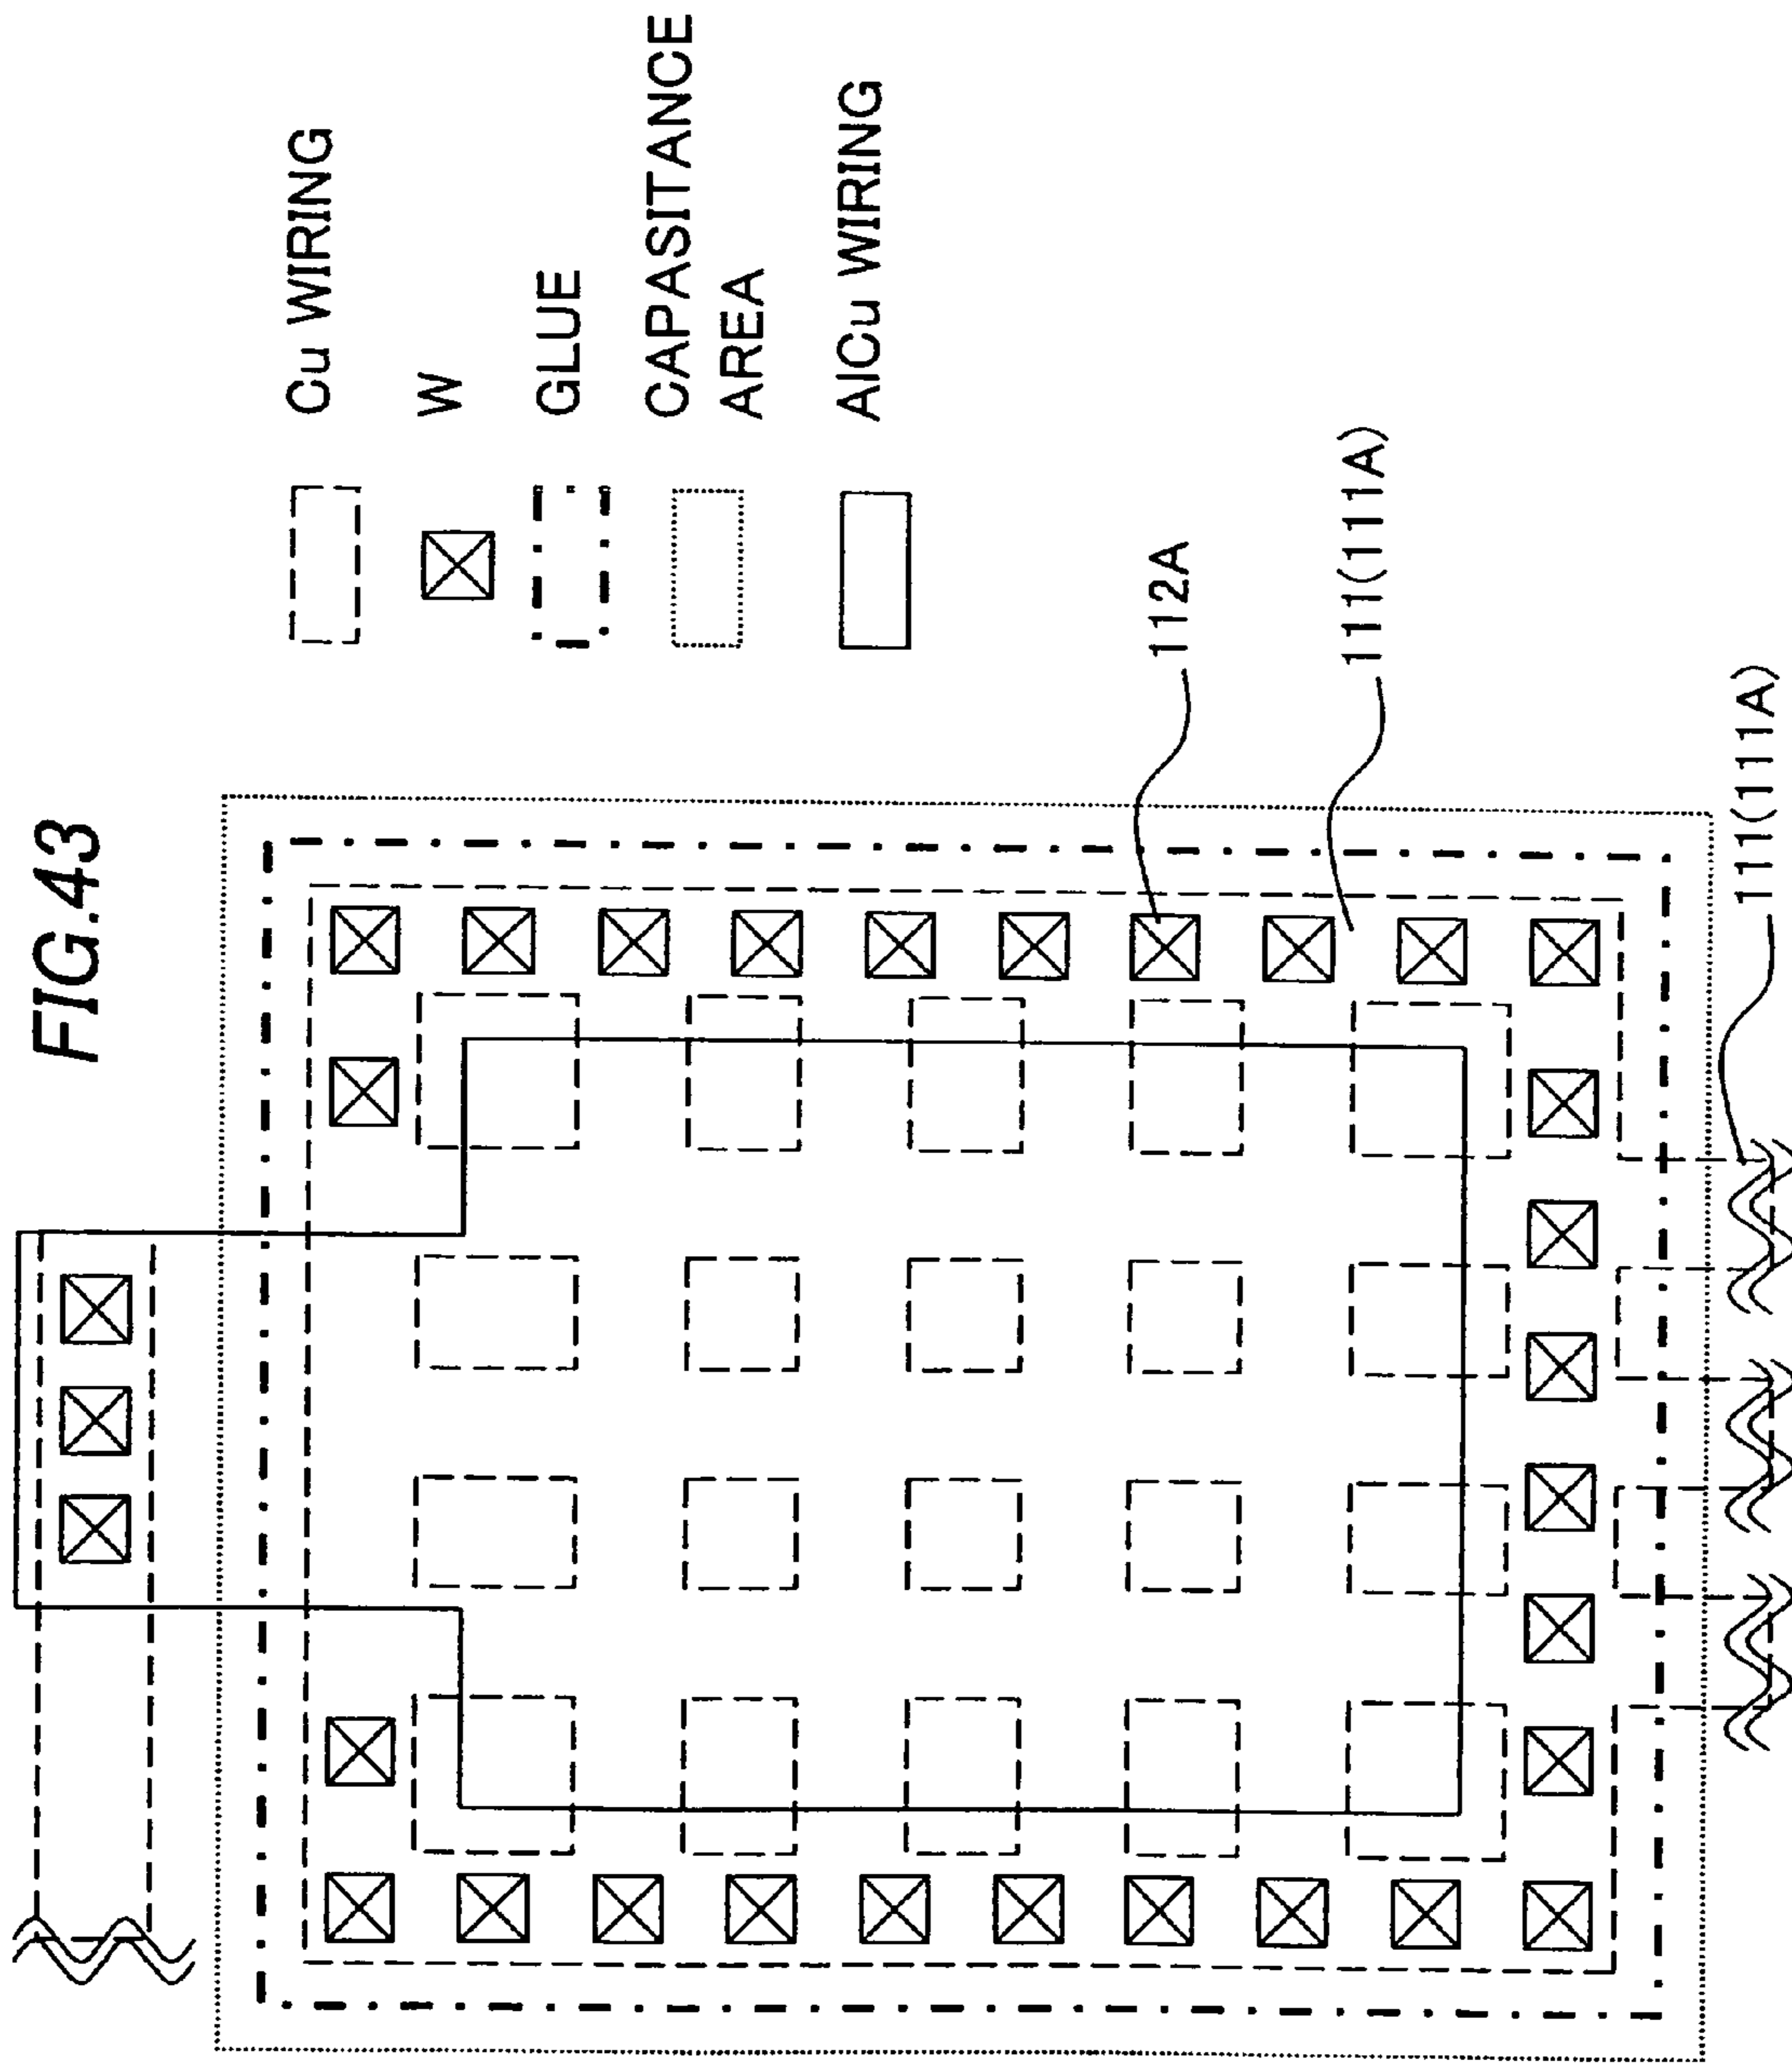 FIG.43
Cu WIRING
W
GLUE
CAPASITANCE
AREA
AlCu WIRING
112A
111(111A)
111(111A)